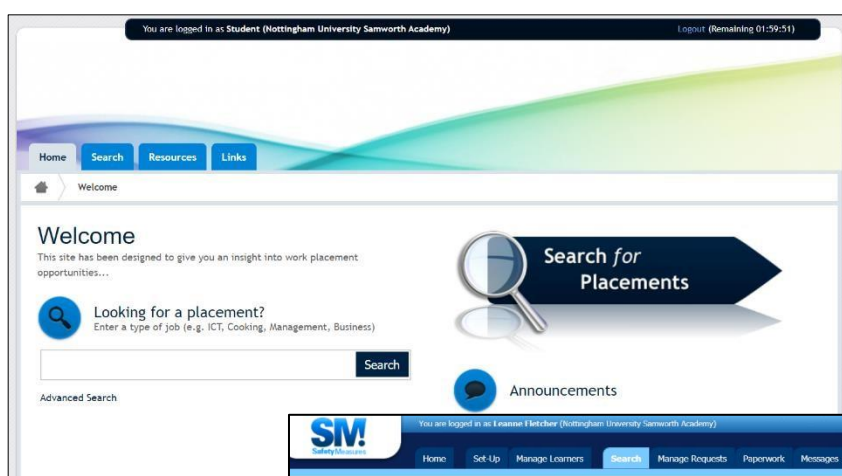 You are logged in as Student (Nottingham University Samworth Academy)
Logout (Remaining 01:59:51)
Home
Search
Resources
Links
Welcome
Welcome
This site has been designed to give you an insight into work placement
opportunities...
Looking for a placement?
Enter a type of job (e.g. ICT, Cooking, Management, Business)
Search
Advanced Search
Search for
Placements
Announcements
SM!
SafetyMeasures
You are logged in as Leanne Fletcher (Nottingham University Samworth Academy)
Home
Set-Up
Manage Learners
Search
Manage Requests
Paperwork
Messages